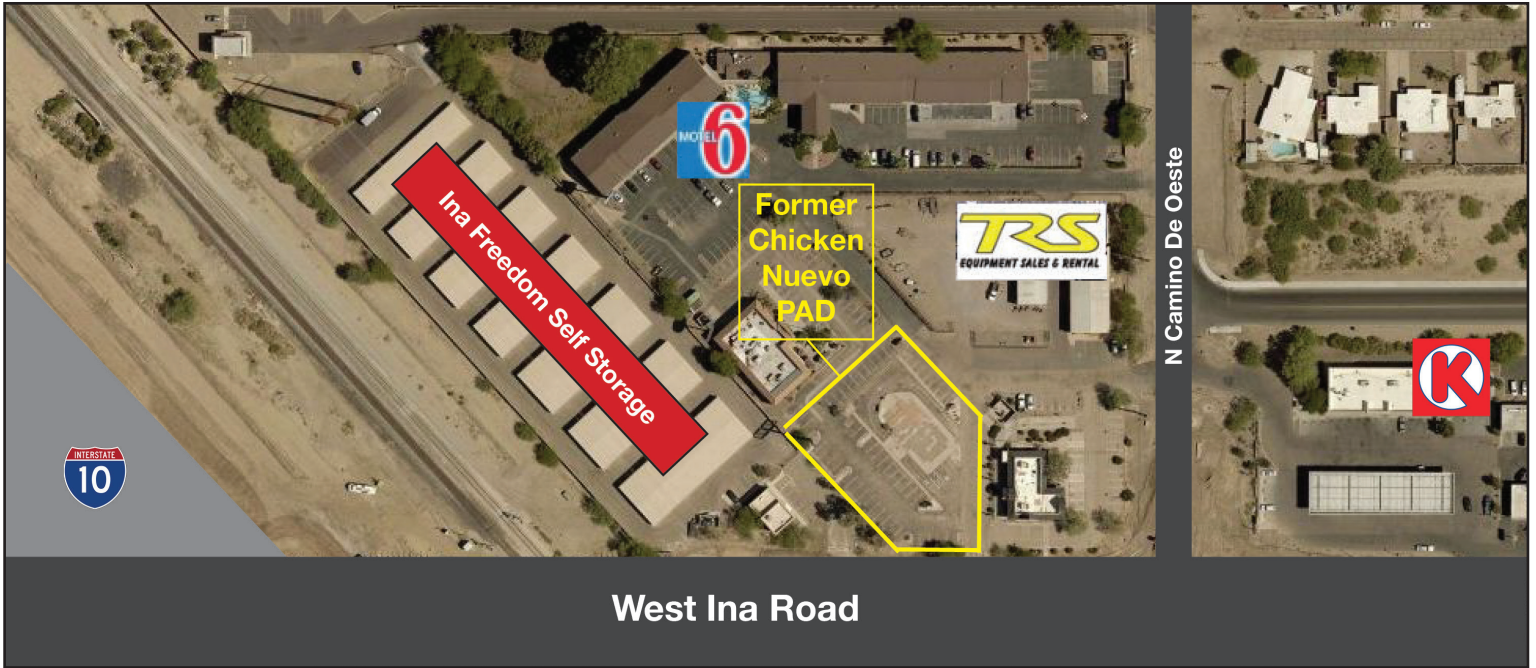 MOTEL 6
Former
Chicken
Nuevo
PAD
TRS
EQUIPMENT SALES & RENTAL
Ina Freedom Self Storage
N Camino De Oeste
K
INTERSTATE
10
West Ina Road